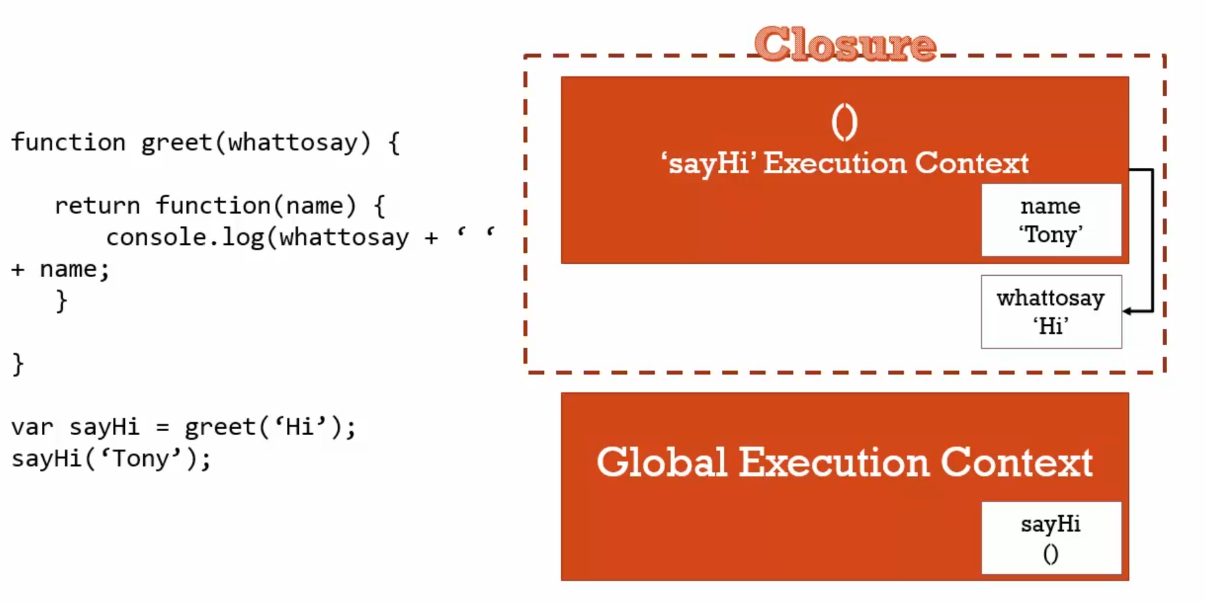 function greet(whattosay) {
return function(name) {
console.log(whattosay + ‘ ‘
+ name;
}
}
var sayHi = greet(‘Hi’);
sayHi(‘Tony’);
Closure
()
‘sayHi’ Execution Context
name
‘Tony’
whattosay
‘Hi’
Global Execution Context
sayHi
()